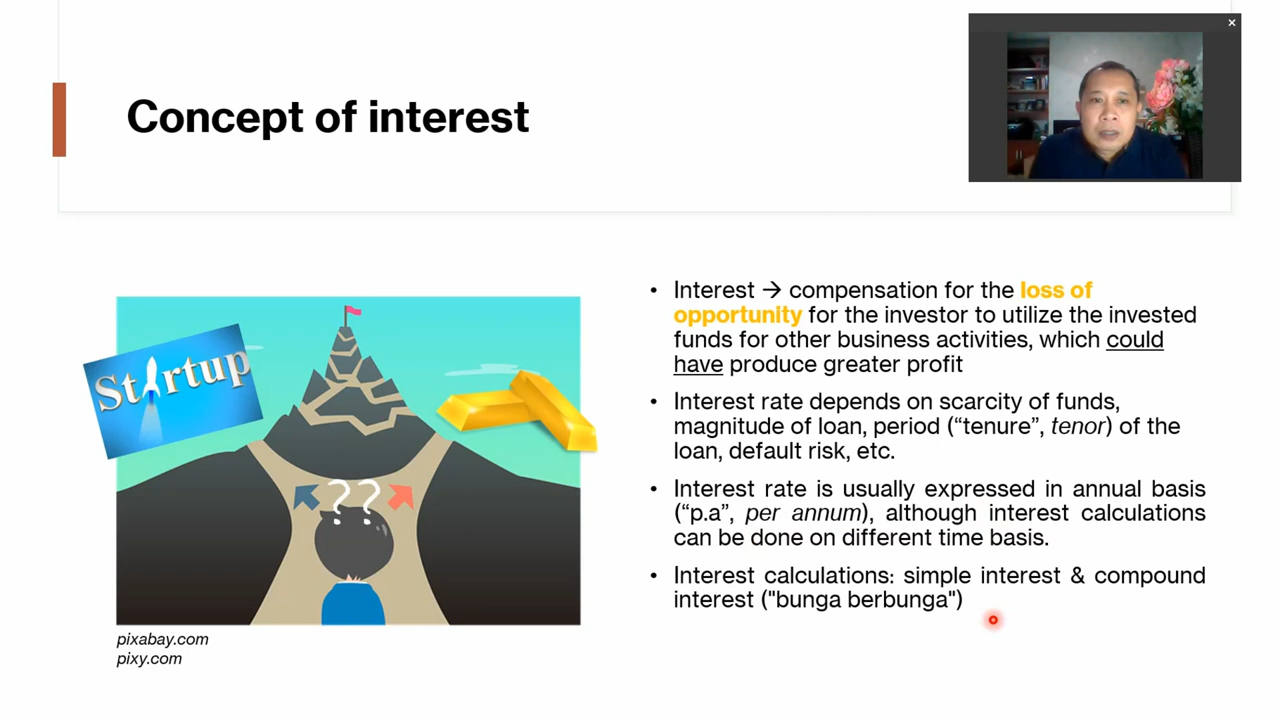 Concept of interest
Startup
??
pixabay.com
pixy.com
• Interest → compensation for the loss of
opportunity for the investor to utilize the invested
funds for other business activities, which could
have produce greater profit
• Interest rate depends on scarcity of funds,
magnitude of loan, period (“tenure”, tenor) of the
loan, default risk, etc.
• Interest rate is usually expressed in annual basis
(“p.a”, per annum), although interest calculations
can be done on different time basis.
• Interest calculations: simple interest & compound
interest ("bunga berbunga")